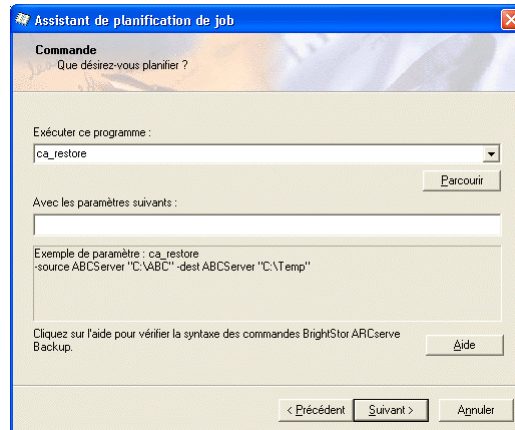 Assistant de planification de job
Commande
Que désirez-vous planifier ?
Exécuter ce programme :
ca_restore
Parcourir
Avec les paramètres suivants :
Exemple de paramètre : ca_restore
-source ABCServer "C:\ABC" -dest ABCServer "C:\Temp"
Cliquez sur l'aide pour vérifier la syntaxe des commandes BrightStor ARCserve
Backup.
Aide
< Précédent
Suivant >
Annuler